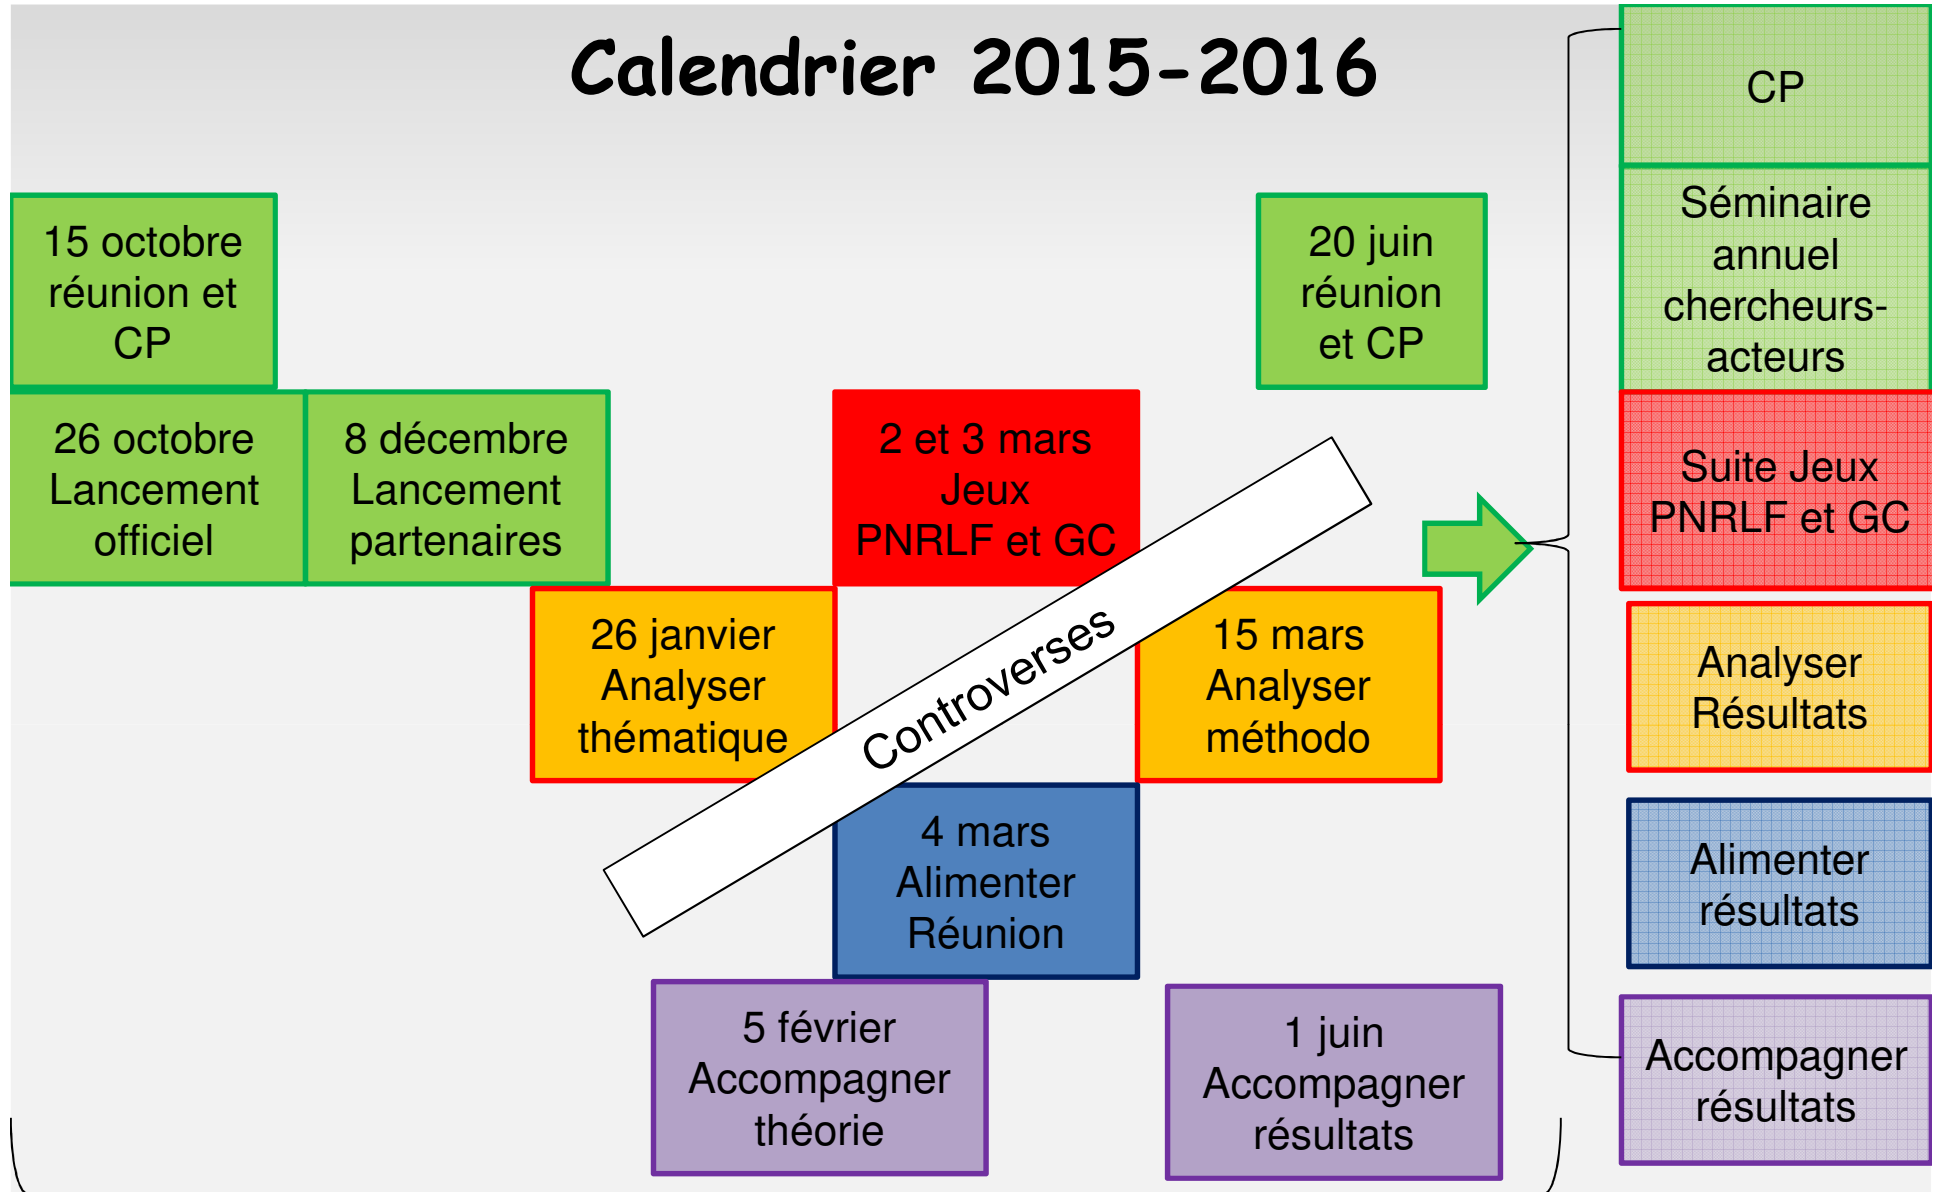 Calendrier 2015-2016
15 octobre
réunion et
CP
20 juin
réunion
et CP
26 octobre
Lancement
officiel
8 décembre
Lancement
partenaires
2 et 3 mars
Jeux
PNRLF et GC
26 janvier
Analyser
thématique
Controverses
15 mars
Analyser
méthodo
4 mars
Alimenter
Réunion
5 février
Accompagner
théorie
1 juin
Accompagner
résultats
CP
Séminaire
annuel
chercheurs-
acteurs
Suite Jeux
PNRLF et GC
Analyser
Résultats
Alimenter
résultats
Accompagner
résultats